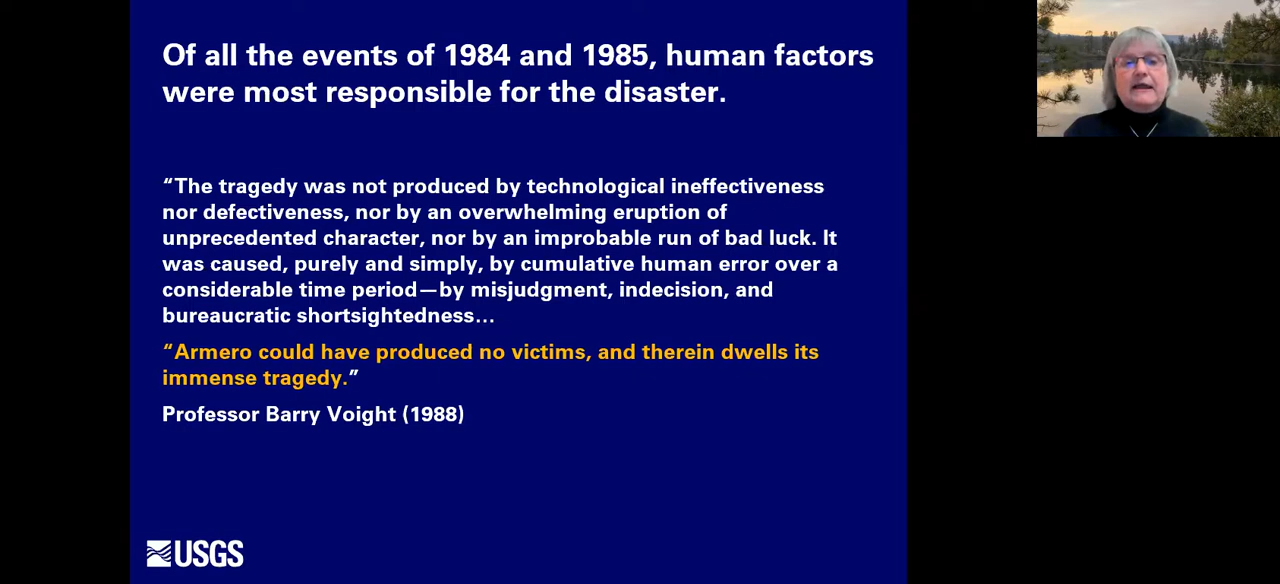 Of all the events of 1984 and 1985, human factors
were most responsible for the disaster.
“The tragedy was not produced by technological ineffectiveness
nor defectiveness, nor by an overwhelming eruption of
unprecedented character, nor by an improbable run of bad luck. It
was caused, purely and simply, by cumulative human error over a
considerable time period—by misjudgment, indecision, and
bureaucratic shortsightedness…
“Armero could have produced no victims, and therein dwells its
immense tragedy.”
Professor Barry Voight (1988)
USGS